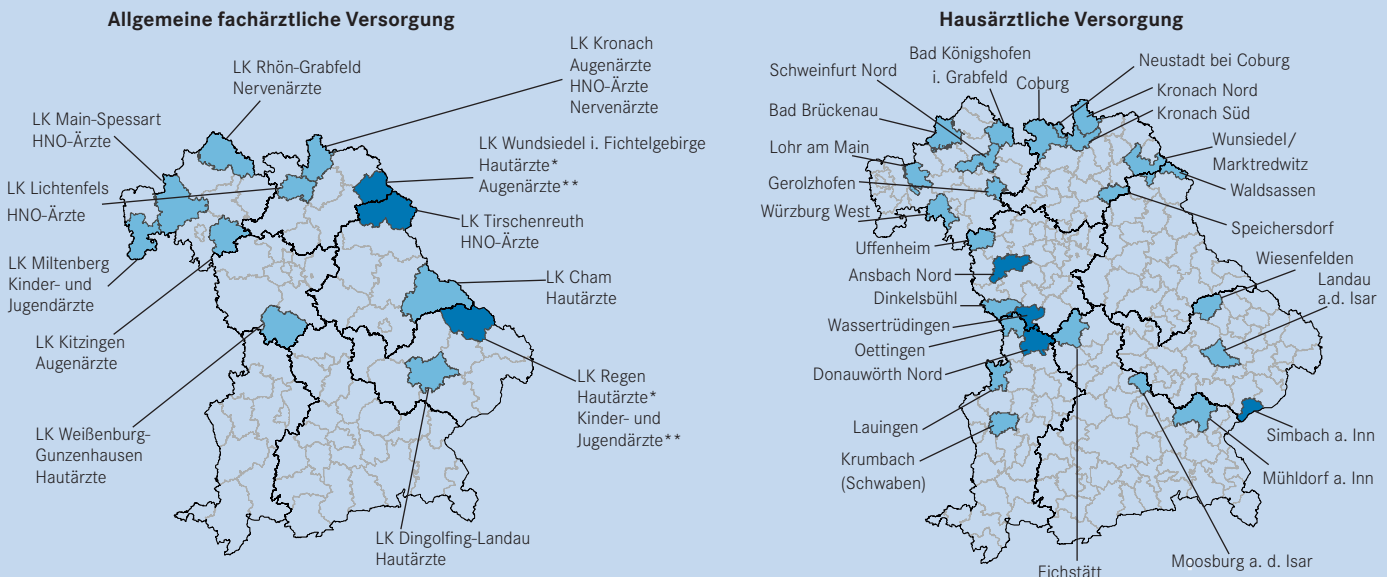 Allgemeine fachärztliche Versorgung
LK Kronach
Augenärzte
HNO-Ärzte
Nervenärzte
LK Rhön-Grabfeld
Nervenärzte
LK Main-Spessart
HNO-Ärzte
LK Wundsiedel i. Fichtelgebirge
Hautärzte*
Augenärzte**
LK Lichtenfels
HNO-Ärzte
LK Tirschenreuth
HNO-Ärzte
LK Miltenberg
Kinder- und
Jugendärzte
LK Cham
Hautärzte
LK Kitzingen
Augenärzte
LK Regen
Hautärzte*
Kinder- und
Jugendärzte**
LK Weißenburg-
Gunzenhausen
Hautärzte
LK Dingolfing-Landau
Hautärzte
Hausärztliche Versorgung
Bad Königshofen
i. Grabfeld
Neustadt bei Coburg
Schweinfurt Nord
Coburg
Kronach Nord
Bad Brückenau
Kronach Süd
Lohr am Main
Wunsiedel/
Marktredwitz
Gerolzhofen
Waldsassen
Würzburg West
Speichersdorf
Uffenheim
Wiesenfelden
Ansbach Nord
Landau
a.d. Isar
Dinkelsbühl
Wassertrüdingen
Oettingen
Donauwörth Nord
Lauingen
Simbach a. Inn
Krumbach
(Schwaben)
Mühldorf a. Inn
Moosburg a. d. Isar
Eichstätt